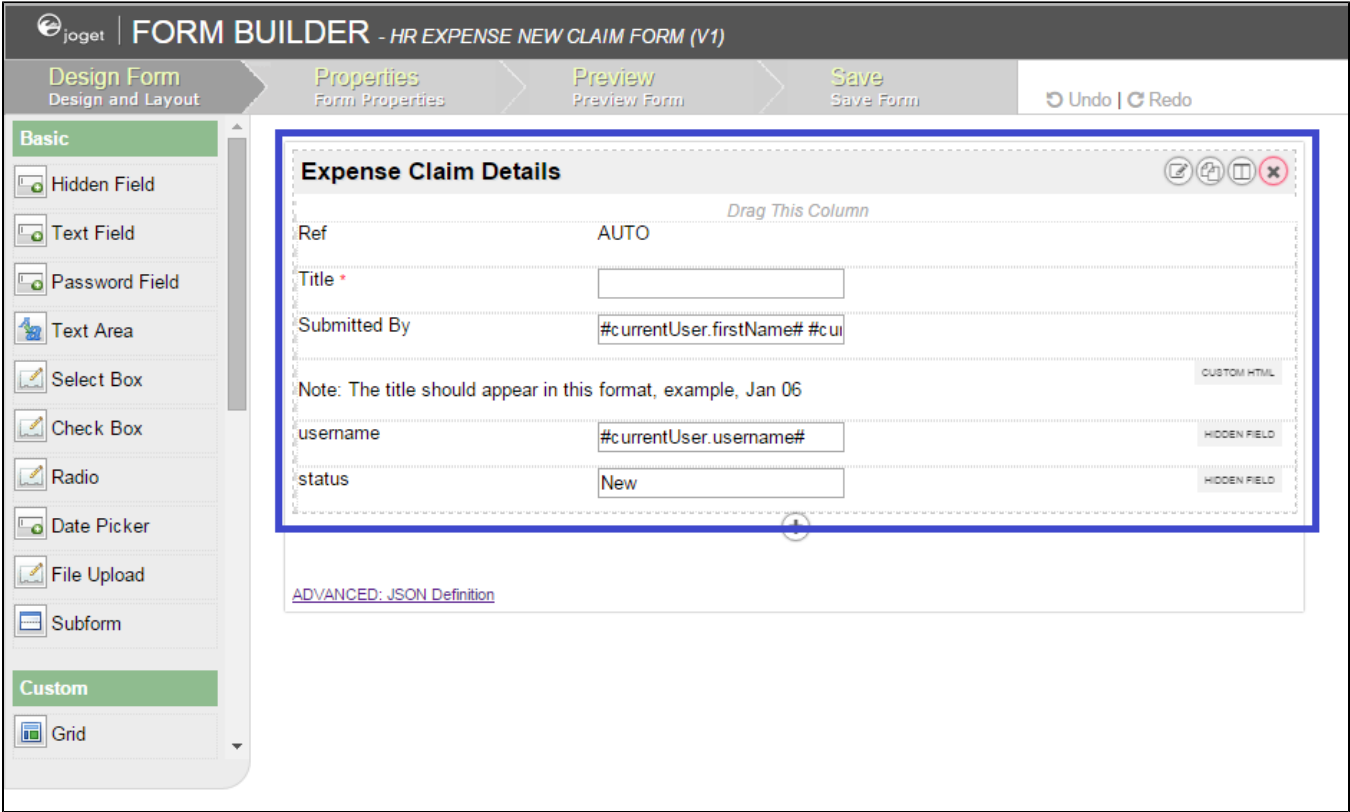 joget | FORM BUILDER - HR EXPENSE NEW CLAIM FORM (V1)
Design Form
Design and Layout
Properties
Form Properties
Preview
Preview Form
Save
Save Form
Undo | Redo
Basic
Hidden Field
Text Field
Password Field
Text Area
Select Box
Check Box
Radio
Date Picker
File Upload
Subform
Custom
Grid
Expense Claim Details
Drag This Column
Ref AUTO
Title *
Submitted By #currentUser.firstName# #cur
CUSTOM HTML
Note: The title should appear in this format, example, Jan 06
username #currentUser.username# HIDDEN FIELD
status New HIDDEN FIELD
ADVANCED: JSON Definition